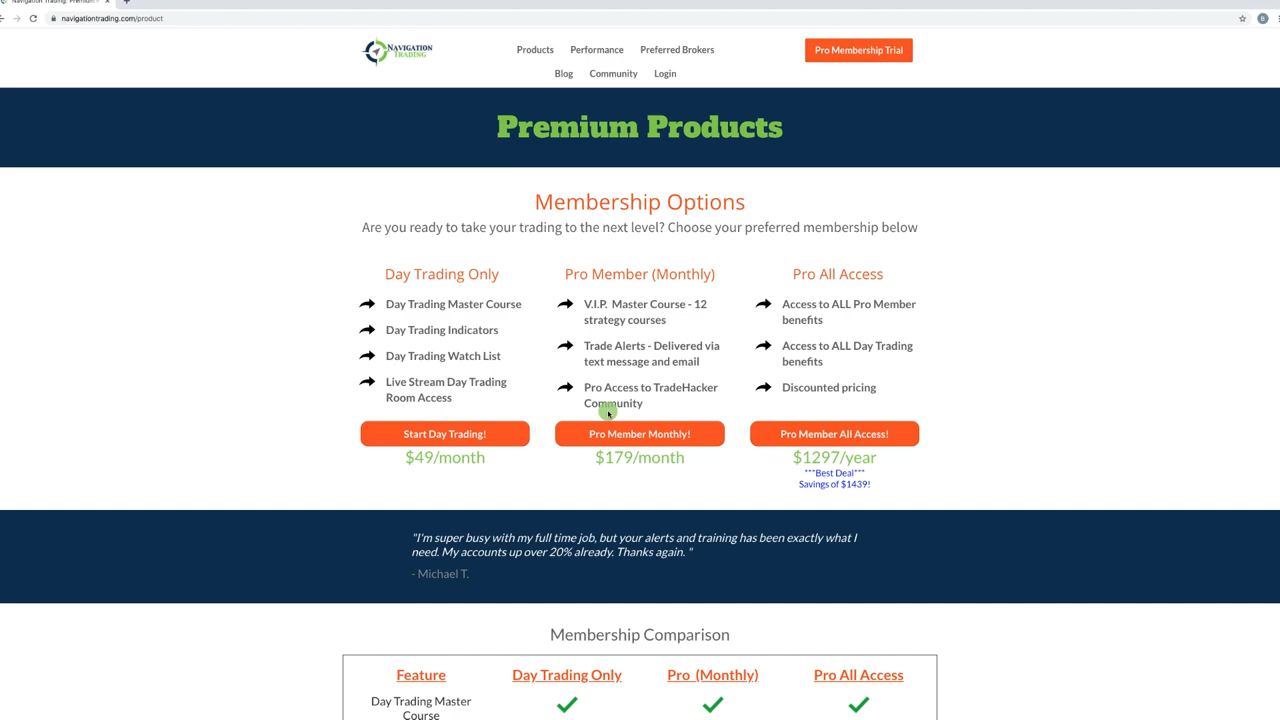 Navigation Trading: Premium P
navigationtrading.com/product
B
NAVIGATION
TRADING
Products
Performance
Preferred Brokers
Blog
Community
Login
Pro Membership Trial
Premium Products
Membership Options
Are you ready to take your trading to the next level? Choose your preferred membership below
Day Trading Only
Day Trading Master Course
Day Trading Indicators
Day Trading Watch List
Live Stream Day Trading
Room Access
Start Day Trading!
$49/month
Pro Member (Monthly)
V.I.P. Master Course - 12
strategy courses
Trade Alerts - Delivered via
text message and email
Pro Access to TradeHacker
Community
Pro Member Monthly!
$179/month
Pro All Access
Access to ALL Pro Member
benefits
Access to ALL Day Trading
benefits
Discounted pricing
Pro Member All Access!
$1297/year
***Best Deal***
Savings of $1439!
"I'm super busy with my full time job, but your alerts and training has been exactly what I
need. My accounts up over 20% already. Thanks again. "
- Michael T.
Membership Comparison
Feature
Day Trading Only
Pro (Monthly)
Pro All Access
Day Trading Master
Course